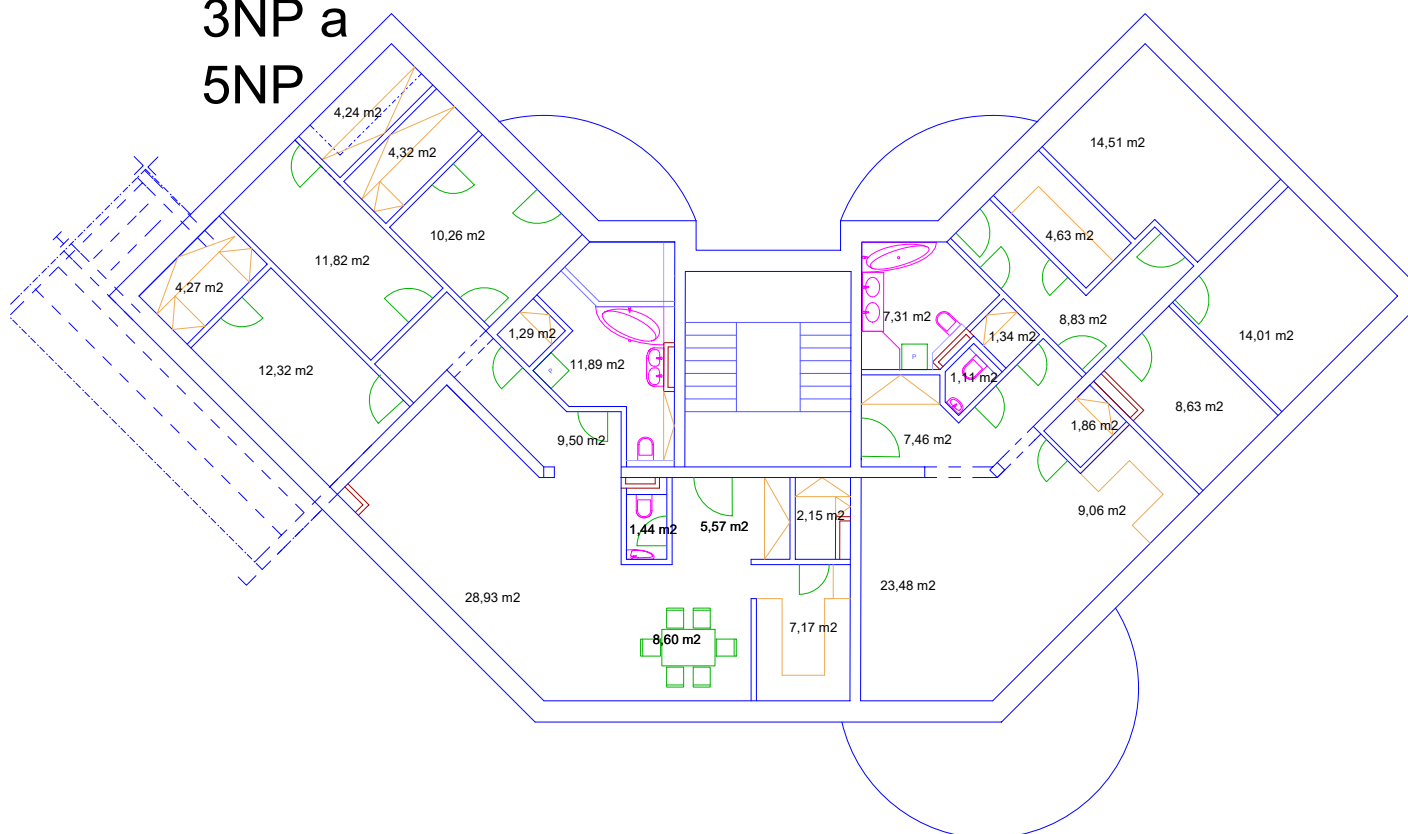 3NP a
5NP
4,24 m2
14,51 m2
4,32 m2
10,26 m2
4,63 m2
11,82 m2
4,27 m2
7,31 m2
8,83 m2
1,29 m2
1,34 m2
14,01 m2
11,89 m2
P
P
12,32 m2
1,11 m2
8,63 m2
9,50 m2
7,46 m2
1,86 m2
9,06 m2
2,15 m2
1,44 m2
5,57 m2
23,48 m2
28,93 m2
7,17 m2
8,60 m2